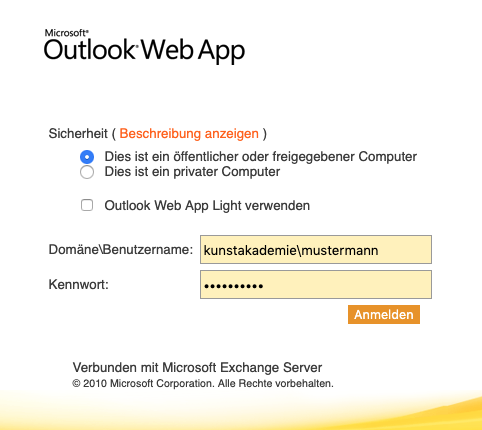 Microsoft®
Outlook® Web App
Sicherheit ( Beschreibung anzeigen )
Dies ist ein öffentlicher oder freigegebener Computer
Dies ist ein privater Computer
Outlook Web App Light verwenden
Domäne\Benutzername: kunstakademie\mustermann
Kennwort: ••••••••••
Anmelden
Verbunden mit Microsoft Exchange Server
© 2010 Microsoft Corporation. Alle Rechte vorbehalten.